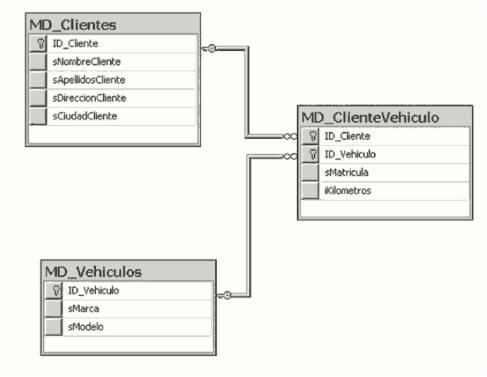 MD_Clientes
ID_Cliente
sNombreCliente
sApellidosCliente
sDireccionCliente
sCiudadCliente
MD_ClienteVehiculo
ID_Cliente
ID_Vehiculo
sMatricula
iKilometros
MD_Vehiculos
ID_Vehiculo
sMarca
sModelo